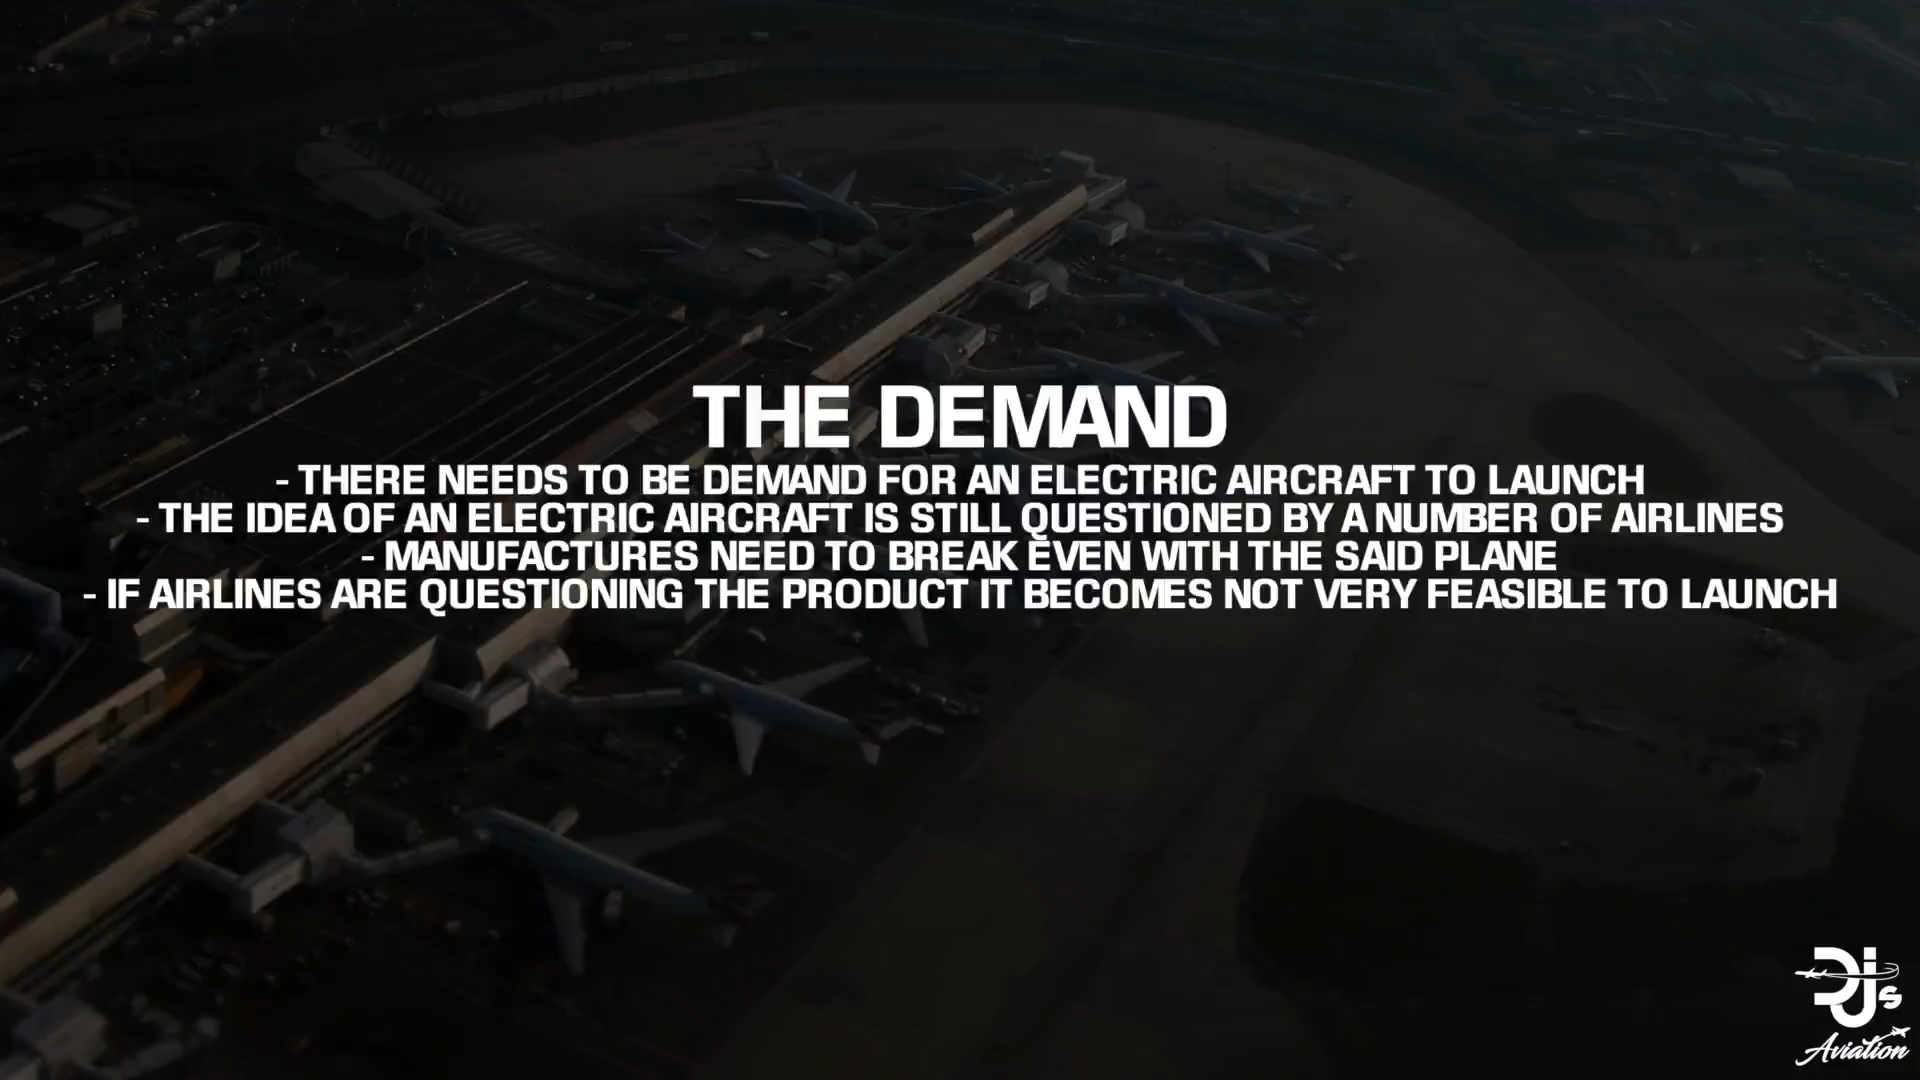 THE DEMAND
- THERE NEEDS TO BE DEMAND FOR AN ELECTRIC AIRCRAFT TO LAUNCH
- THE IDEA OF AN ELECTRIC AIRCRAFT IS STILL QUESTIONED BY A NUMBER OF AIRLINES
- MANUFACTURES NEED TO BREAK EVEN WITH THE SAID PLANE
- IF AIRLINES ARE QUESTIONING THE PRODUCT IT BECOMES NOT VERY FEASIBLE TO LAUNCH
DJs
Aviation